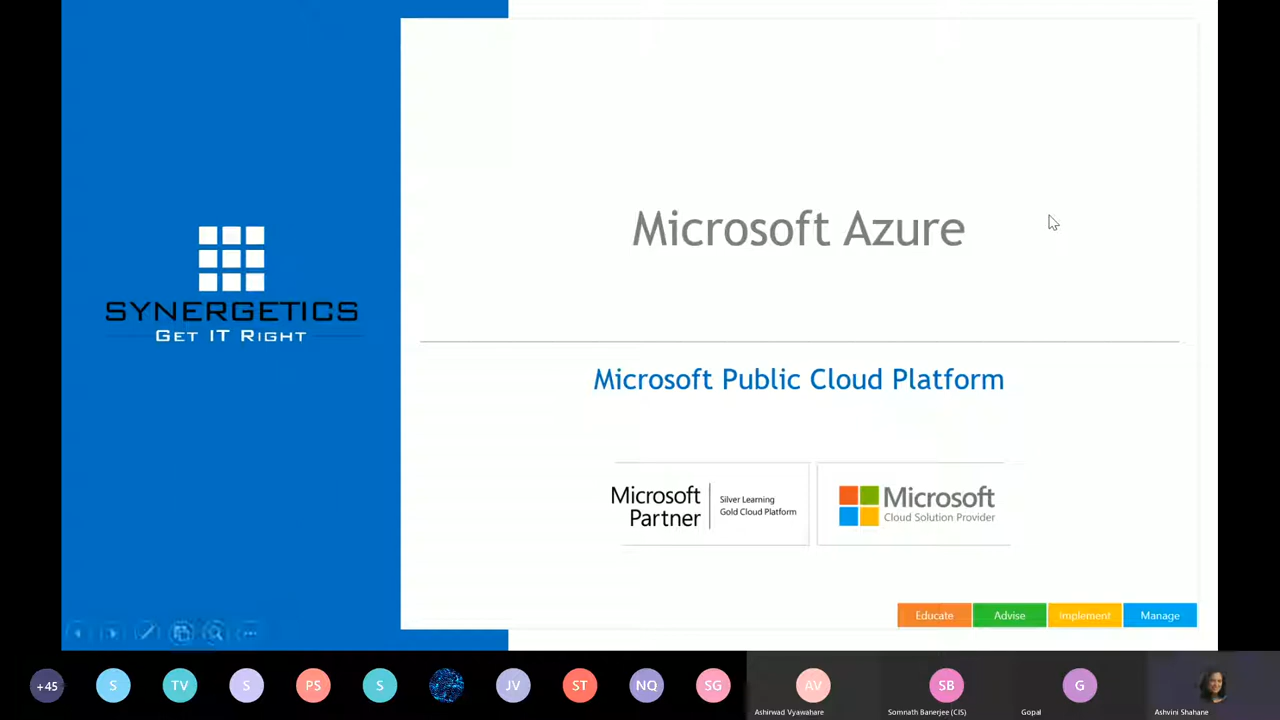 Microsoft Azure
SYNERGETICS
GET IT RIGHT
Microsoft Public Cloud Platform
Microsoft
Partner
Silver Learning
Gold Cloud Platform
Microsoft
Cloud Solution Provider
Educate
Advise
Implement
Manage
+45
S
TV
S
PS
S
JV
ST
NQ
SG
AV
SB
G
Ashirwad Vyawahare
Somnath Banerjee (CIS)
Gopal
Ashvini Shahane